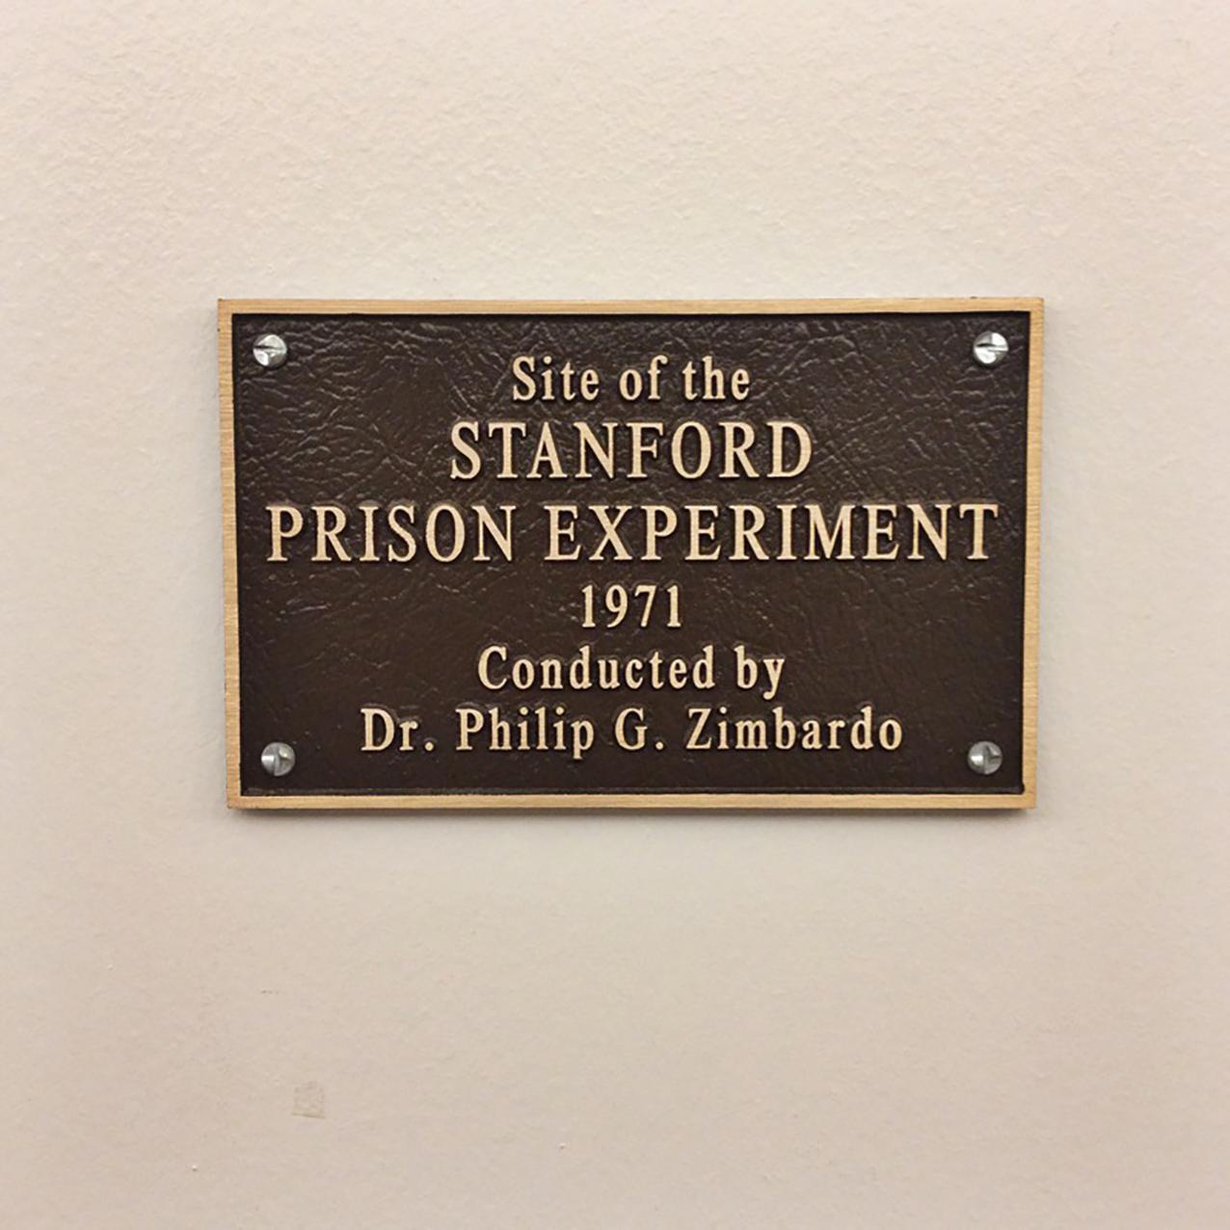 Site of the
STANFORD
PRISON EXPERIMENT
1971
Conducted by
Dr. Philip G. Zimbardo